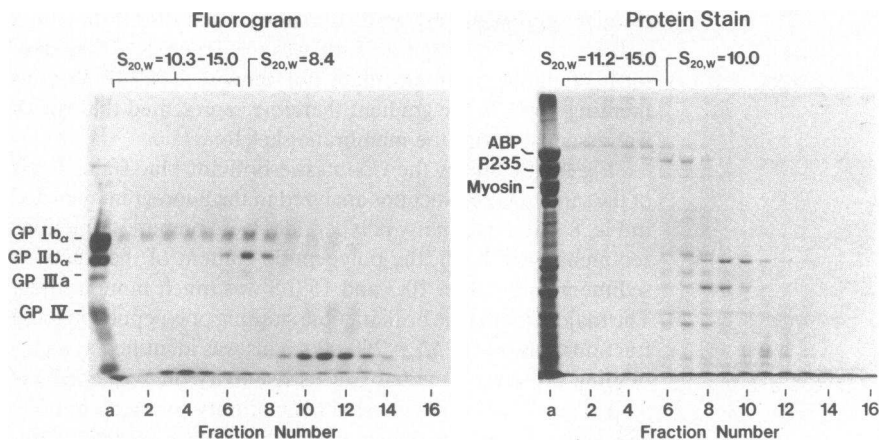 Fluorogram
S20,w=10.3-15.0
S20,w=8.4
GP Ibα
GP IIbα
GP IIIa
GP IV
a 2 4 6 8 10 12 14 16
Fraction Number
Protein Stain
S20,w=11.2-15.0
S20,w=10.0
ABP
P235
Myosin
a 2 4 6 8 10 12 14 16
Fraction Number